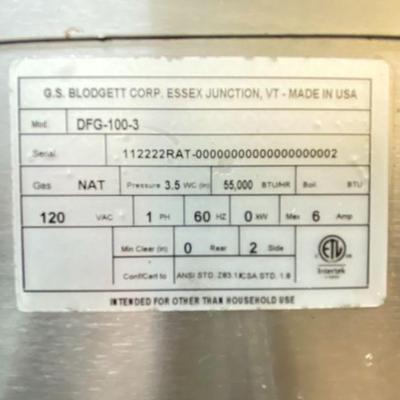 G.S. BLODGETT CORP. ESSEX JUNCTION, VT - MADE IN USA
Mod. DFG-100-3
Serial. 112222RAT-00000000000000000002
Gas NAT Pressure 3.5 WC (in) 55,000 BTU/HR Boil. BTU
120 VAC 1 PH 60 HZ 0 kW Max 6 Amp
Min Clear (in) 0 Rear 2 Side
Conf/Cert to ANSI STD. Z83.11/CSA STD. 1.8
ETL
Intertek
INTENDED FOR OTHER THAN HOUSEHOLD USE